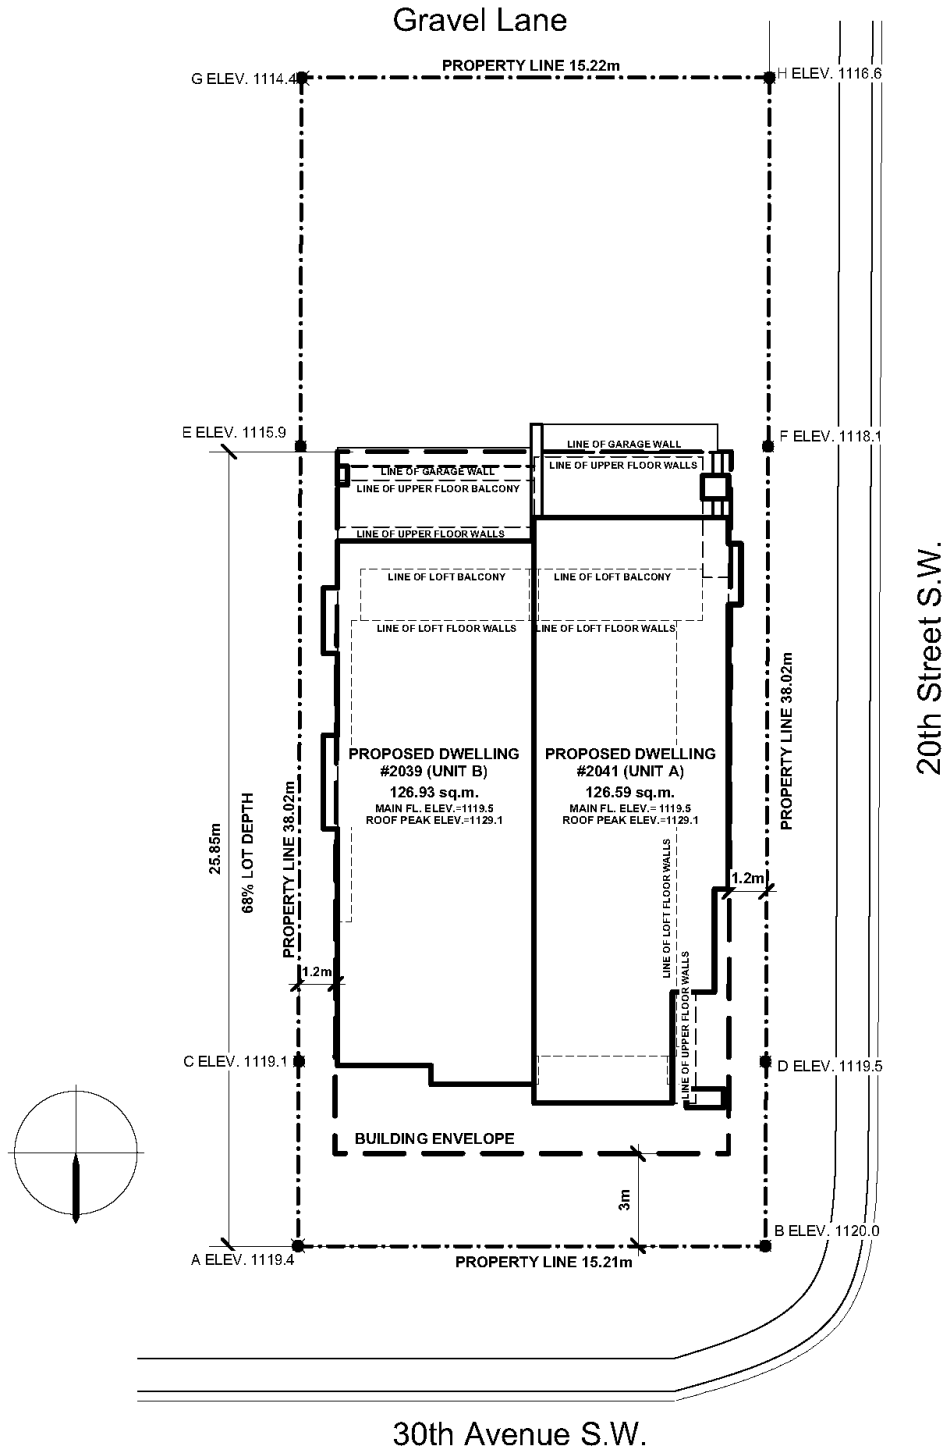 Gravel Lane
PROPERTY LINE 15.22m
G ELEV. 1114.4
H ELEV. 1116.6
E ELEV. 1115.9
F ELEV. 1118.1
LINE OF GARAGE WALL
LINE OF UPPER FLOOR WALLS
LINE OF GARAGE WALL
LINE OF UPPER FLOOR BALCONY
LINE OF UPPER FLOOR WALLS
LINE OF LOFT BALCONY
LINE OF LOFT BALCONY
LINE OF LOFT FLOOR WALLS
LINE OF LOFT FLOOR WALLS
20th Street S.W.
PROPERTY LINE 38.02m
PROPOSED DWELLING
#2039 (UNIT B)
126.93 sq.m.
MAIN FL. ELEV.=1119.5
ROOF PEAK ELEV.=1129.1
PROPOSED DWELLING
#2041 (UNIT A)
126.59 sq.m.
MAIN FL. ELEV.= 1119.5
ROOF PEAK ELEV.=1129.1
25.85m
68% LOT DEPTH
PROPERTY LINE 38.02m
LINE OF LOFT FLOOR WALLS
1.2m
1.2m
LINE OF UPPER FLOOR WALLS
C ELEV. 1119.1
D ELEV. 1119.5
BUILDING ENVELOPE
3m
A ELEV. 1119.4
B ELEV. 1120.0
PROPERTY LINE 15.21m
30th Avenue S.W.